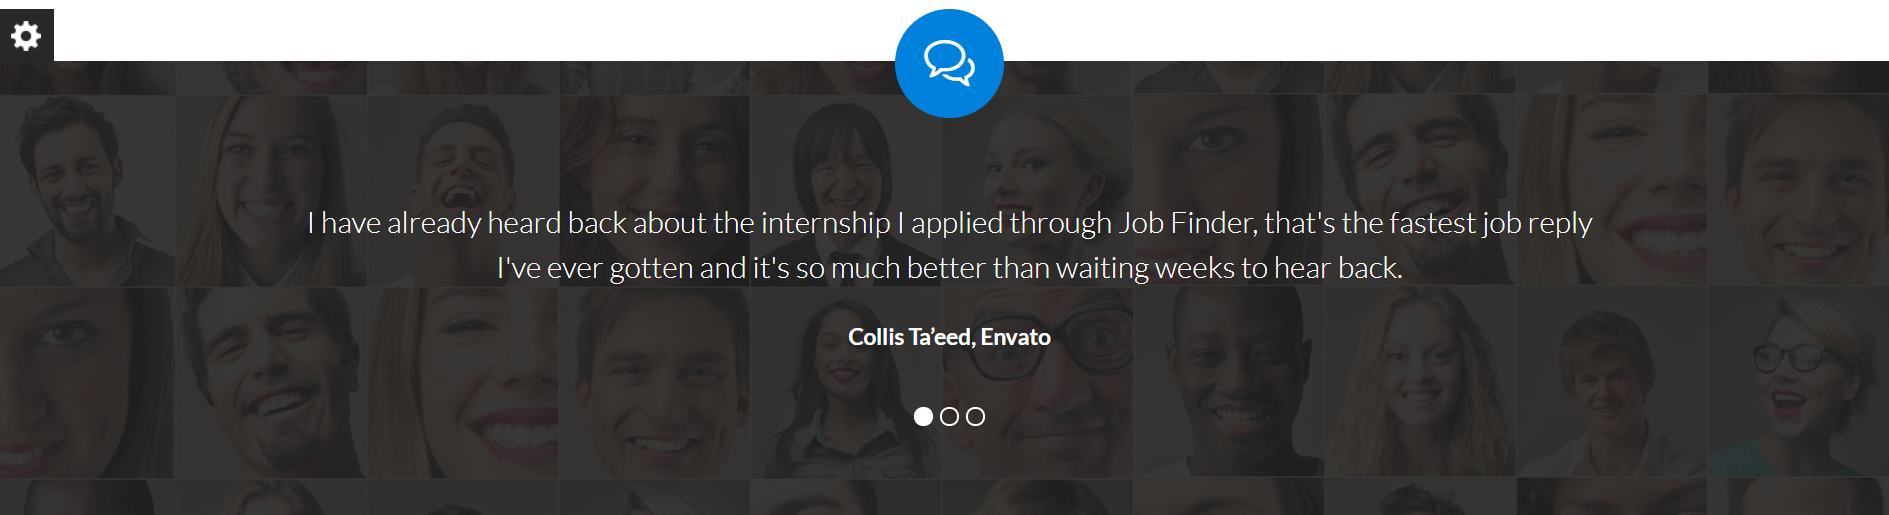 I have already heard back about the internship I applied through Job Finder, that's the fastest job reply
I've ever gotten and it's so much better than waiting weeks to hear back.
Collis Ta’eed, Envato